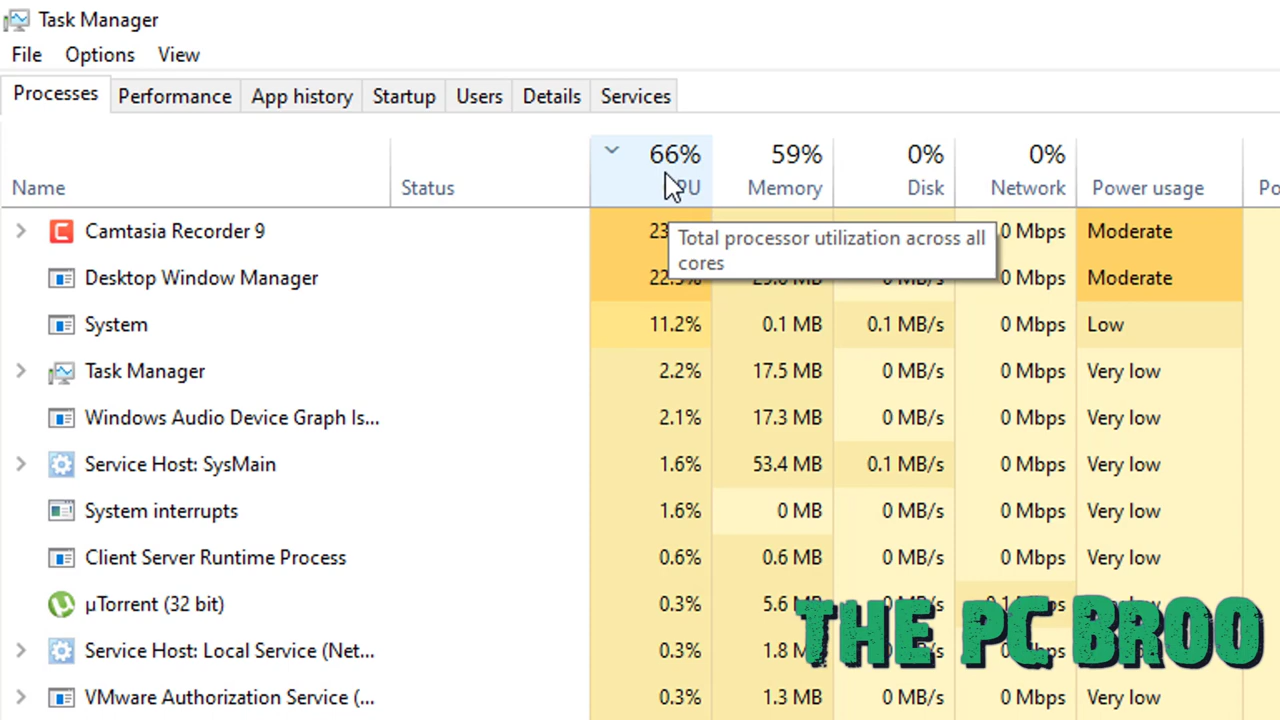 Task Manager
File Options View
Processes Performance App history Startup Users Details Services
66% 59% 0% 0%
Name Status CPU Memory Disk Network Power usage
Camtasia Recorder 9 23 0 Mbps Moderate
Total processor utilization across all
cores
Desktop Window Manager 0 Mbps Moderate
System 11.2% 0.1 MB 0.1 MB/s 0 Mbps Low
Task Manager 2.2% 17.5 MB 0 MB/s 0 Mbps Very low
Windows Audio Device Graph Is... 2.1% 17.3 MB 0 MB/s 0 Mbps Very low
Service Host: SysMain 1.6% 53.4 MB 0.1 MB/s 0 Mbps Very low
System interrupts 1.6% 0 MB 0 MB/s 0 Mbps Very low
Client Server Runtime Process 0.6% 0.6 MB 0 MB/s 0 Mbps Very low
µTorrent (32 bit) 0.3% 5.6
Service Host: Local Service (Net... 0.3% 1.8
THE PC BROO
VMware Authorization Service (... 0.3% 1.3 MB 0 MB/s 0 Mbps Very low